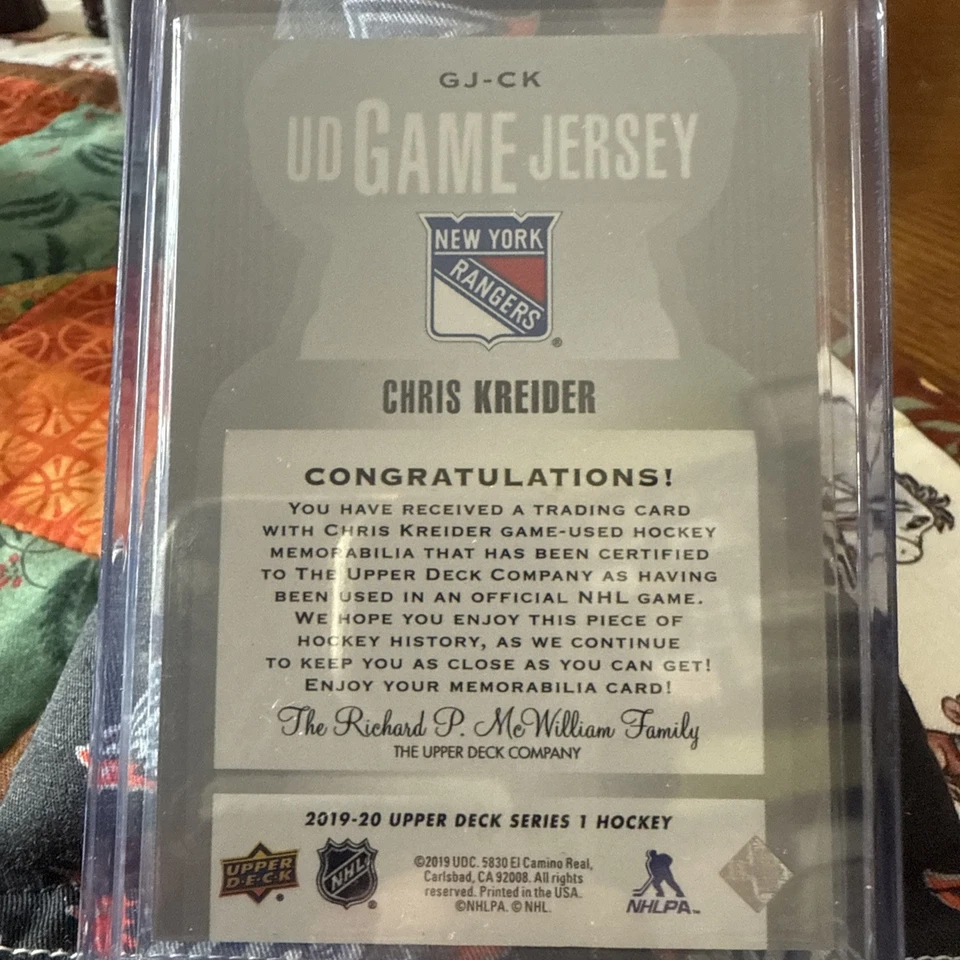 GJ-CK
UD GAME JERSEY
NEW YORK
RANGERS
®
CHRIS KREIDER
CONGRATULATIONS!
YOU HAVE RECEIVED A TRADING CARD
WITH CHRIS KREIDER GAME-USED HOCKEY
MEMORABILIA THAT HAS BEEN CERTIFIED
TO THE UPPER DECK COMPANY AS HAVING
BEEN USED IN AN OFFICIAL NHL GAME.
WE HOPE YOU ENJOY THIS PIECE OF
HOCKEY HISTORY, AS WE CONTINUE
TO KEEP YOU AS CLOSE AS YOU CAN GET!
ENJOY YOUR MEMORABILIA CARD!
The Richard P. McWilliam Family
THE UPPER DECK COMPANY
2019-20 UPPER DECK SERIES 1 HOCKEY
UPPER
D·E·C·K
®
NHL
®
©2019 UDC. 5830 El Camino Real,
Carlsbad, CA 92008. All rights
reserved. Printed in the USA.
©NHLPA. © NHL.
NHLPA™